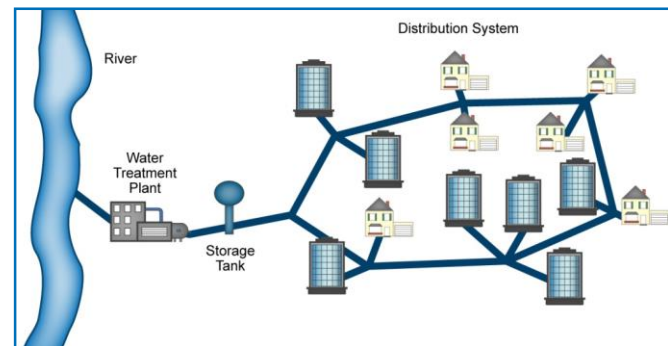 Distribution System
River
Water
Treatment
Plant
Storage
Tank